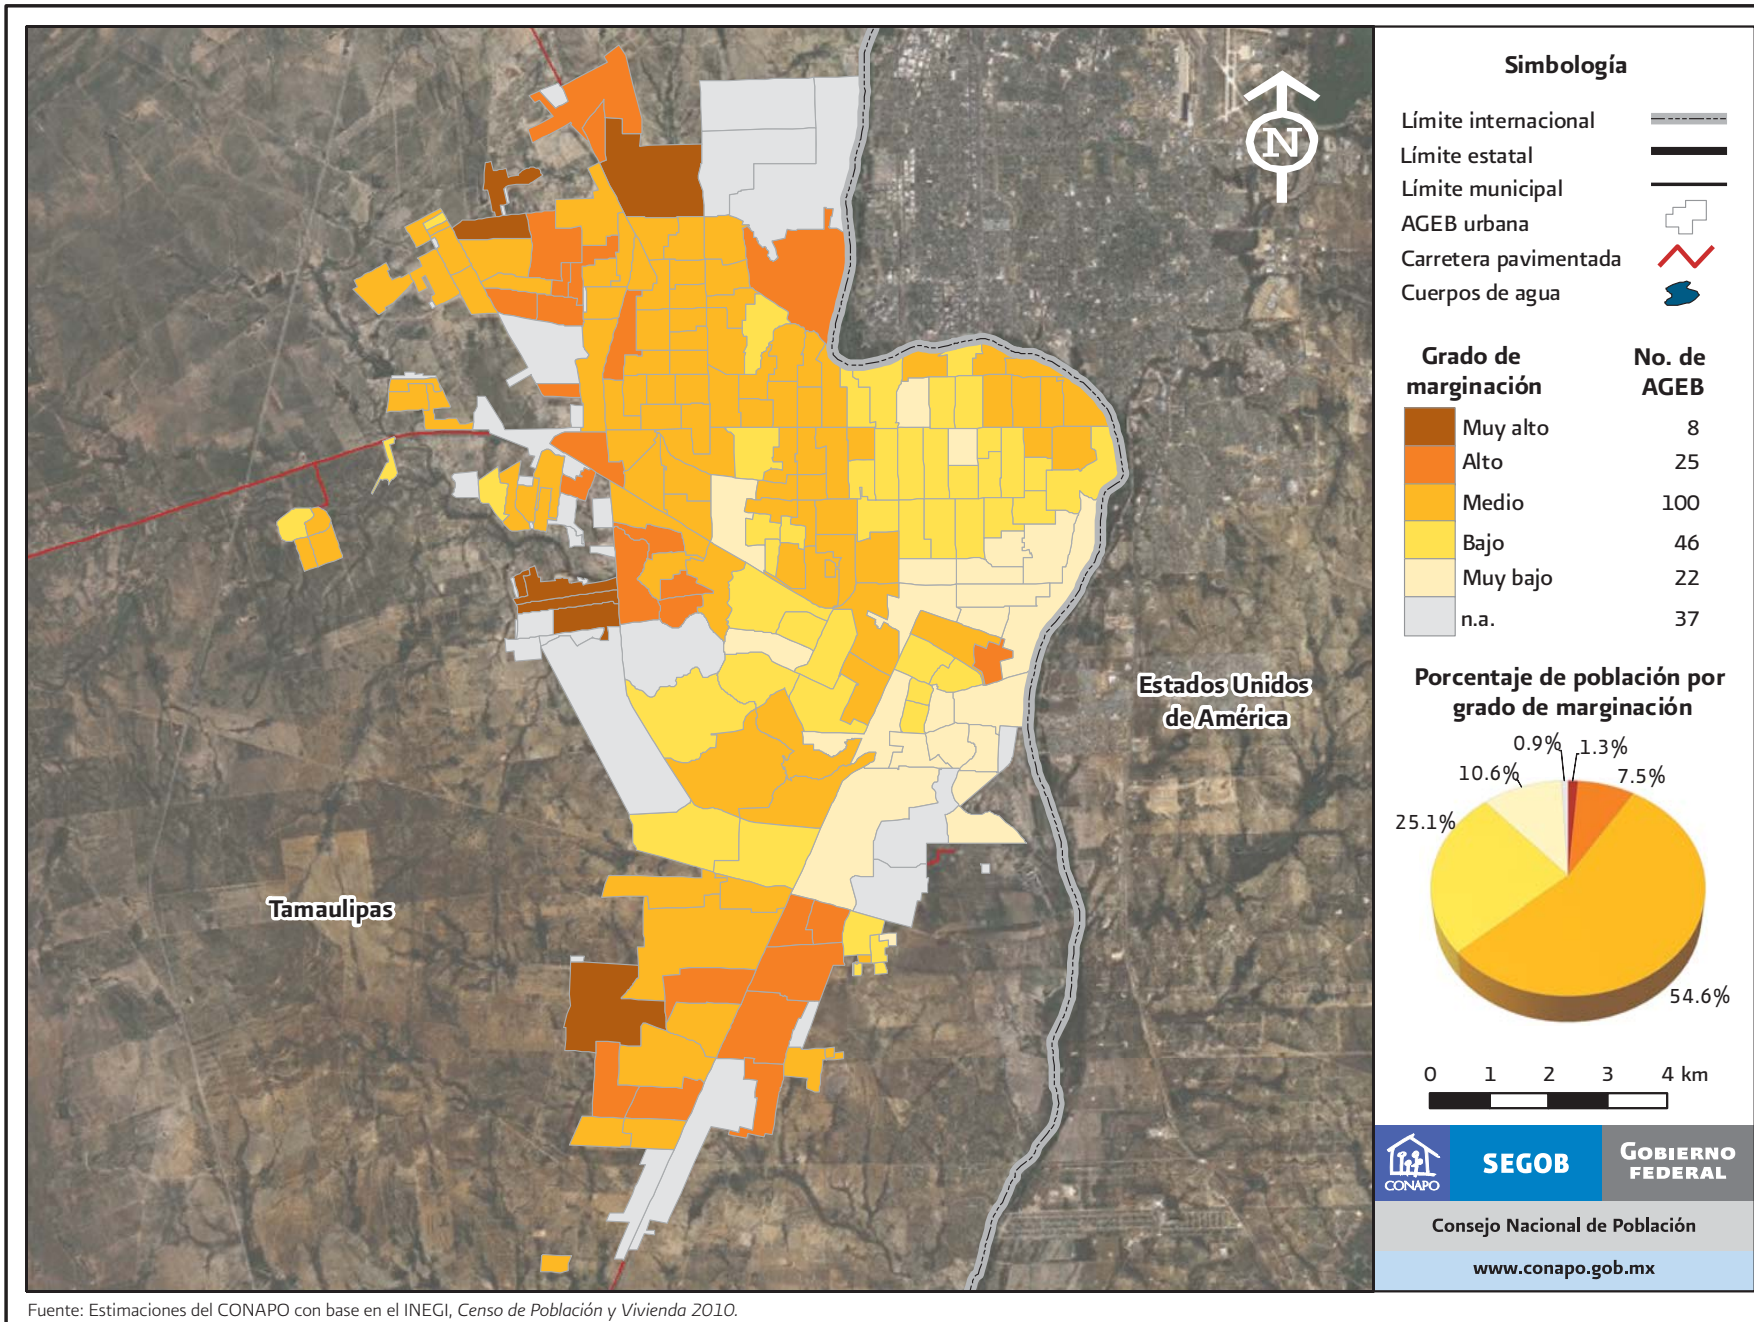 Simbología
Límite internacional
Límite estatal
Límite municipal
AGEB urbana
Carretera pavimentada
Cuerpos de agua
Grado de marginación
No. de AGEB
Muy alto 8
Alto 25
Medio 100
Bajo 46
Muy bajo 22
n.a. 37
Porcentaje de población por
grado de marginación
0.9%
1.3%
10.6%
7.5%
25.1%
54.6%
0 1 2 3 4 km
CONAPO
SEGOB
GOBIERNO
FEDERAL
Consejo Nacional de Población
www.conapo.gob.mx
N
Estados Unidos
de América
Tamaulipas
Fuente: Estimaciones del CONAPO con base en el INEGI, Censo de Población y Vivienda 2010.